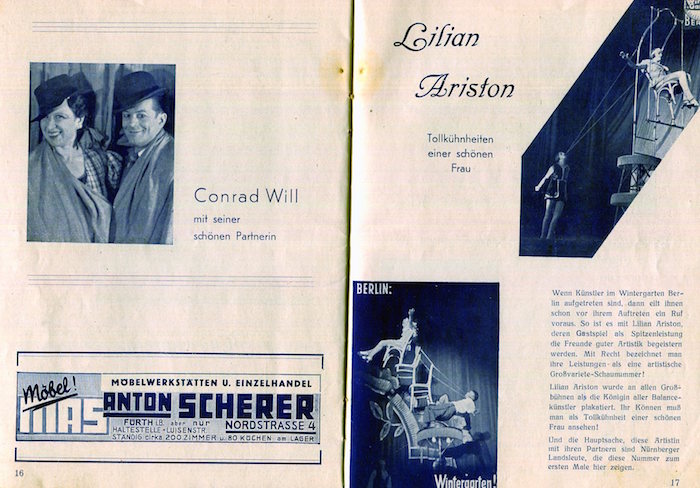 Conrad Will
mit seiner
schönen Partnerin
Möbel!
MAS
MÖBELWERKSTÄTTEN U. EINZELHANDEL
ANTON SCHERER
FÜRTH i.B. aber nur NORDSTRASSE 4
HALTESTELLE · LUISENSTR.
STÄNDIG cirka 200 ZIMMER u. 80 KÜCHEN am LAGER
16
Lilian
Ariston
Tollkühnheiten
einer schönen
Frau
BERLIN:
Wintergarten!
Wenn Künstler im Wintergarten Ber-
lin aufgetreten sind, dann eilt ihnen
schon vor ihrem Auftreten ein Ruf
voraus. So ist es mit Lilian Ariston,
deren Gastspiel als Spitzenleistung
die Freunde guter Artistik begeistern
werden. Mit Recht bezeichnet man
ihre Leistungen als eine artistische
Großvariete-Schaunummer!
Lilian Ariston wurde an allen Groß-
bühnen als die Königin aller Balance-
künstler plakatiert. Ihr Können muß
man als Tollkühnheit einer schönen
Frau ansehen!
Und die Hauptsache, diese Artistin
mit ihren Partnern sind Nürnberger
Landsleute, die diese Nummer zum
ersten Male hier zeigen.
17